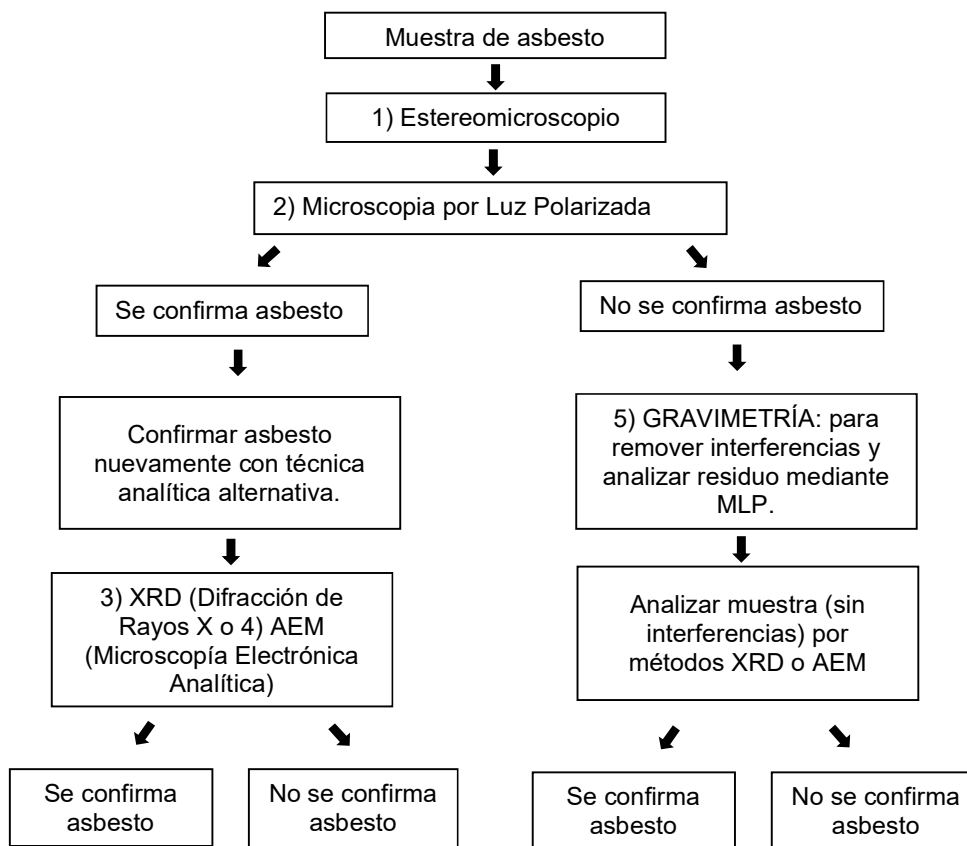 Muestra de asbesto
1) Estereomicroscopio
2) Microscopia por Luz Polarizada
Se confirma asbesto
No se confirma asbesto
Confirmar asbesto
nuevamente con técnica
analítica alternativa.
5) GRAVIMETRÍA: para
remover interferencias y
analizar residuo mediante
MLP.
3) XRD (Difracción de
Rayos X o 4) AEM
(Microscopía Electrónica
Analítica)
Analizar muestra (sin
interferencias) por
métodos XRD o AEM
Se confirma
asbesto
No se confirma
asbesto
Se confirma
asbesto
No se confirma
asbesto